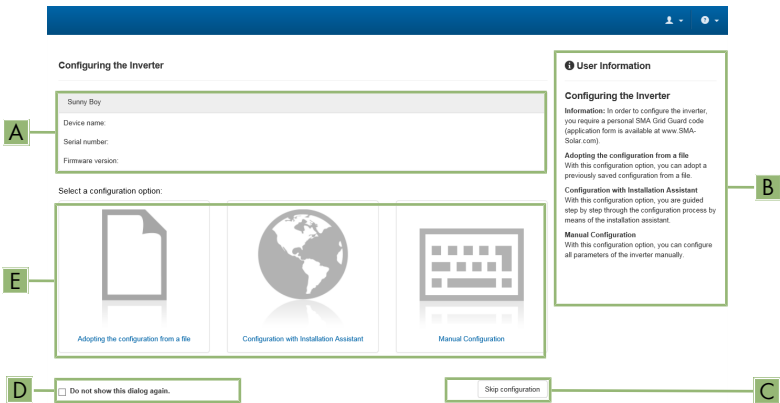 Configuring the Inverter
A
Sunny Boy
Device name:
Serial number:
Firmware version:
Select a configuration option:
E
Adopting the configuration from a file
Configuration with Installation Assistant
Manual Configuration
D
Do not show this dialog again.
Skip configuration
C
User Information
Configuring the Inverter
Information: In order to configure the inverter,
you require a personal SMA Grid Guard code
(application form is available at www.SMA-
Solar.com).
Adopting the configuration from a file
With this configuration option, you can adopt a
previously saved configuration from a file.
Configuration with Installation Assistant
With this configuration option, you are guided
step by step through the configuration process by
means of the installation assistant.
Manual Configuration
With this configuration option, you can configure
all parameters of the inverter manually.
B